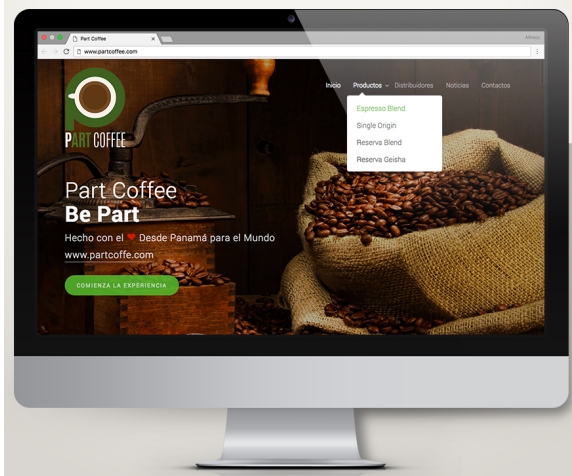 Part Coffee
Alfredo
www.partcoffee.com
Inicio Productos Distribuidores Noticias Contactos
Espresso Blend
Single Origin
Reserva Blend
Reserva Geisha
PART COFFEE
Part Coffee
Be Part
Hecho con el ❤ Desde Panamá para el Mundo
www.partcoffe.com
COMIENZA LA EXPERIENCIA